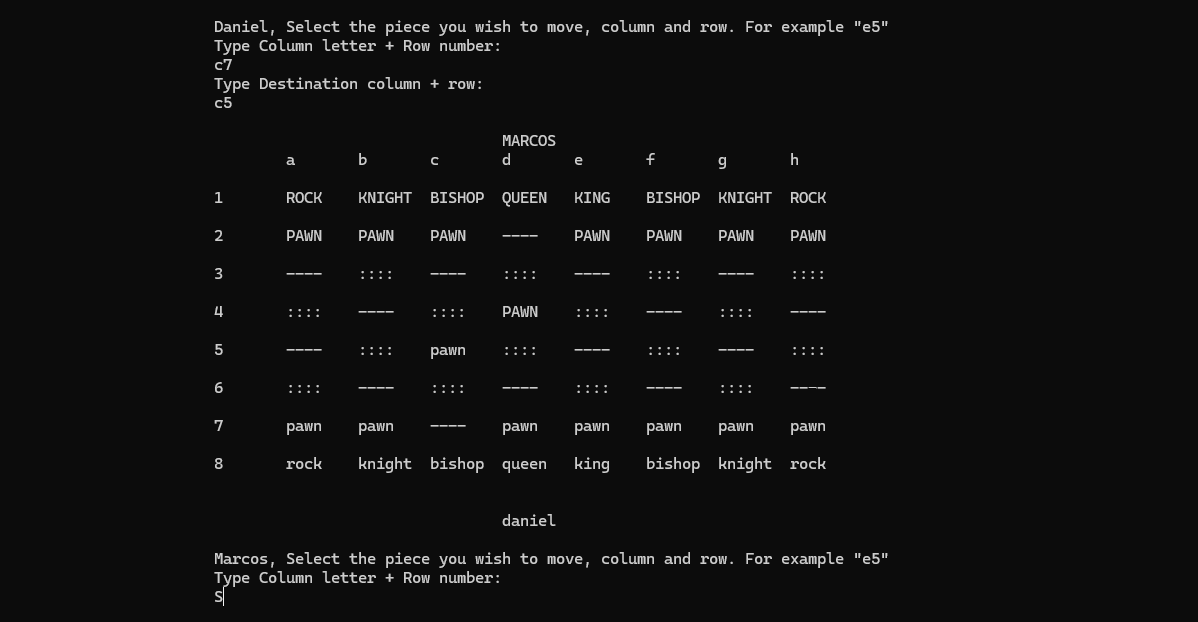 Daniel, Select the piece you wish to move, column and row. For example "e5"
Type Column letter + Row number:
c7
Type Destination column + row:
c5
MARCOS
a b c d e f g h
1 ROCK KNIGHT BISHOP QUEEN KING BISHOP KNIGHT ROCK
2 PAWN PAWN PAWN ---- PAWN PAWN PAWN PAWN
3 ---- :::: ---- :::: ---- :::: ---- ::::
4 :::: ---- :::: PAWN :::: ---- :::: ----
5 ---- :::: pawn :::: ---- :::: ---- ::::
6 :::: ---- :::: ---- :::: ---- :::: ----
7 pawn pawn ---- pawn pawn pawn pawn pawn
8 rock knight bishop queen king bishop knight rock
daniel
Marcos, Select the piece you wish to move, column and row. For example "e5"
Type Column letter + Row number:
S